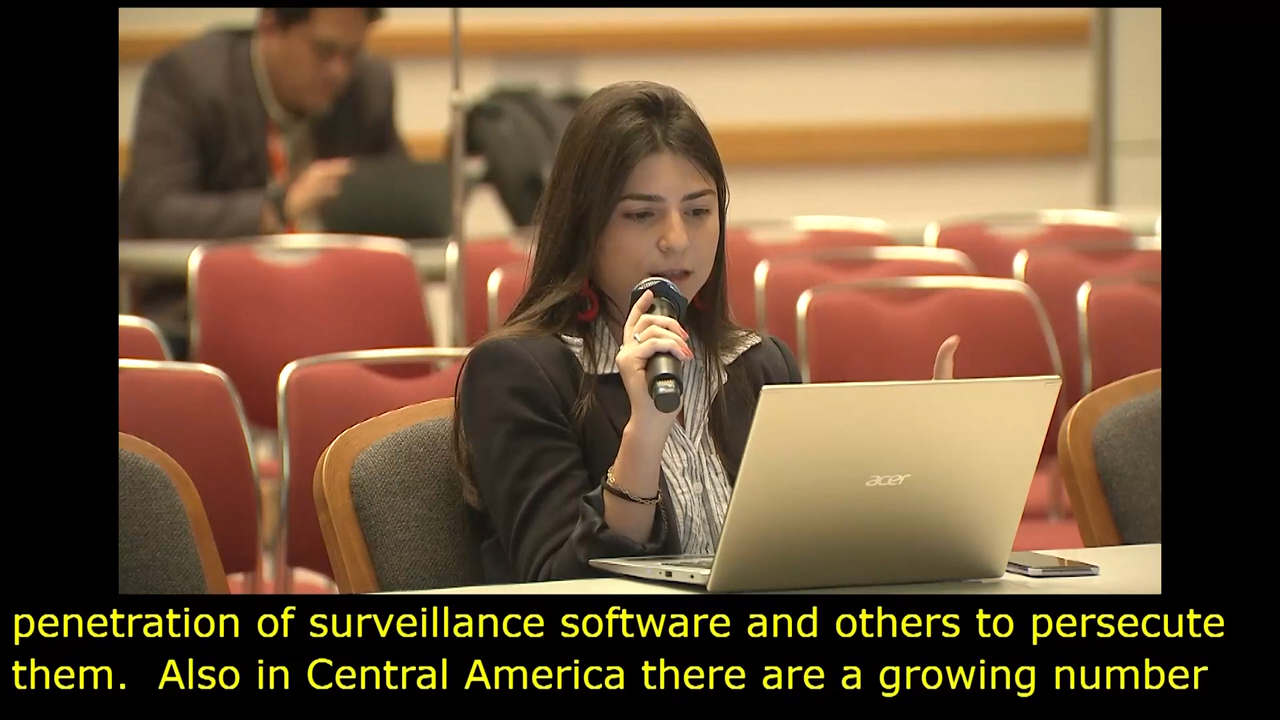 acer
penetration of surveillance software and others to persecute
them.  Also in Central America there are a growing number